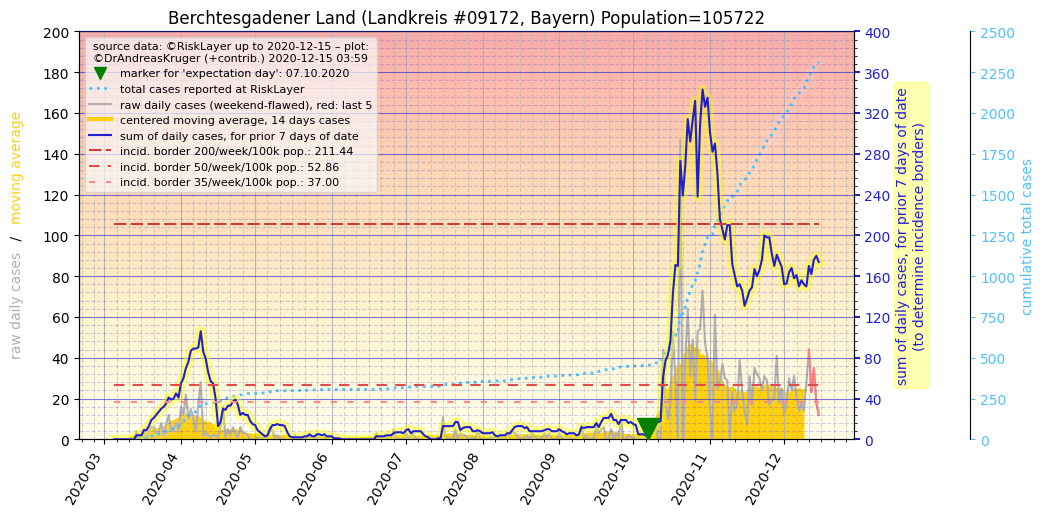 Berchtesgadener Land (Landkreis #09172, Bayern) Population=105722
source data: ©RiskLayer up to 2020-12-15 – plot:
©DrAndreasKruger (+contrib.) 2020-12-15 03:59
marker for 'expectation day': 07.10.2020
total cases reported at RiskLayer
raw daily cases (weekend-flawed), red: last 5
centered moving average, 14 days cases
sum of daily cases, for prior 7 days of date
incid. border 200/week/100k pop.: 211.44
incid. border 50/week/100k pop.: 52.86
incid. border 35/week/100k pop.: 37.00
raw daily cases / moving average
200
180
160
140
120
100
80
60
40
20
0
2020-03
2020-04
2020-05
2020-06
2020-07
2020-08
2020-09
2020-10
2020-11
2020-12
400
360
320
280
240
200
160
120
80
40
0
sum of daily cases, for prior 7 days of date
(to determine incidence borders)
2500
2250
2000
1750
1500
1250
1000
750
500
250
0
cumulative total cases